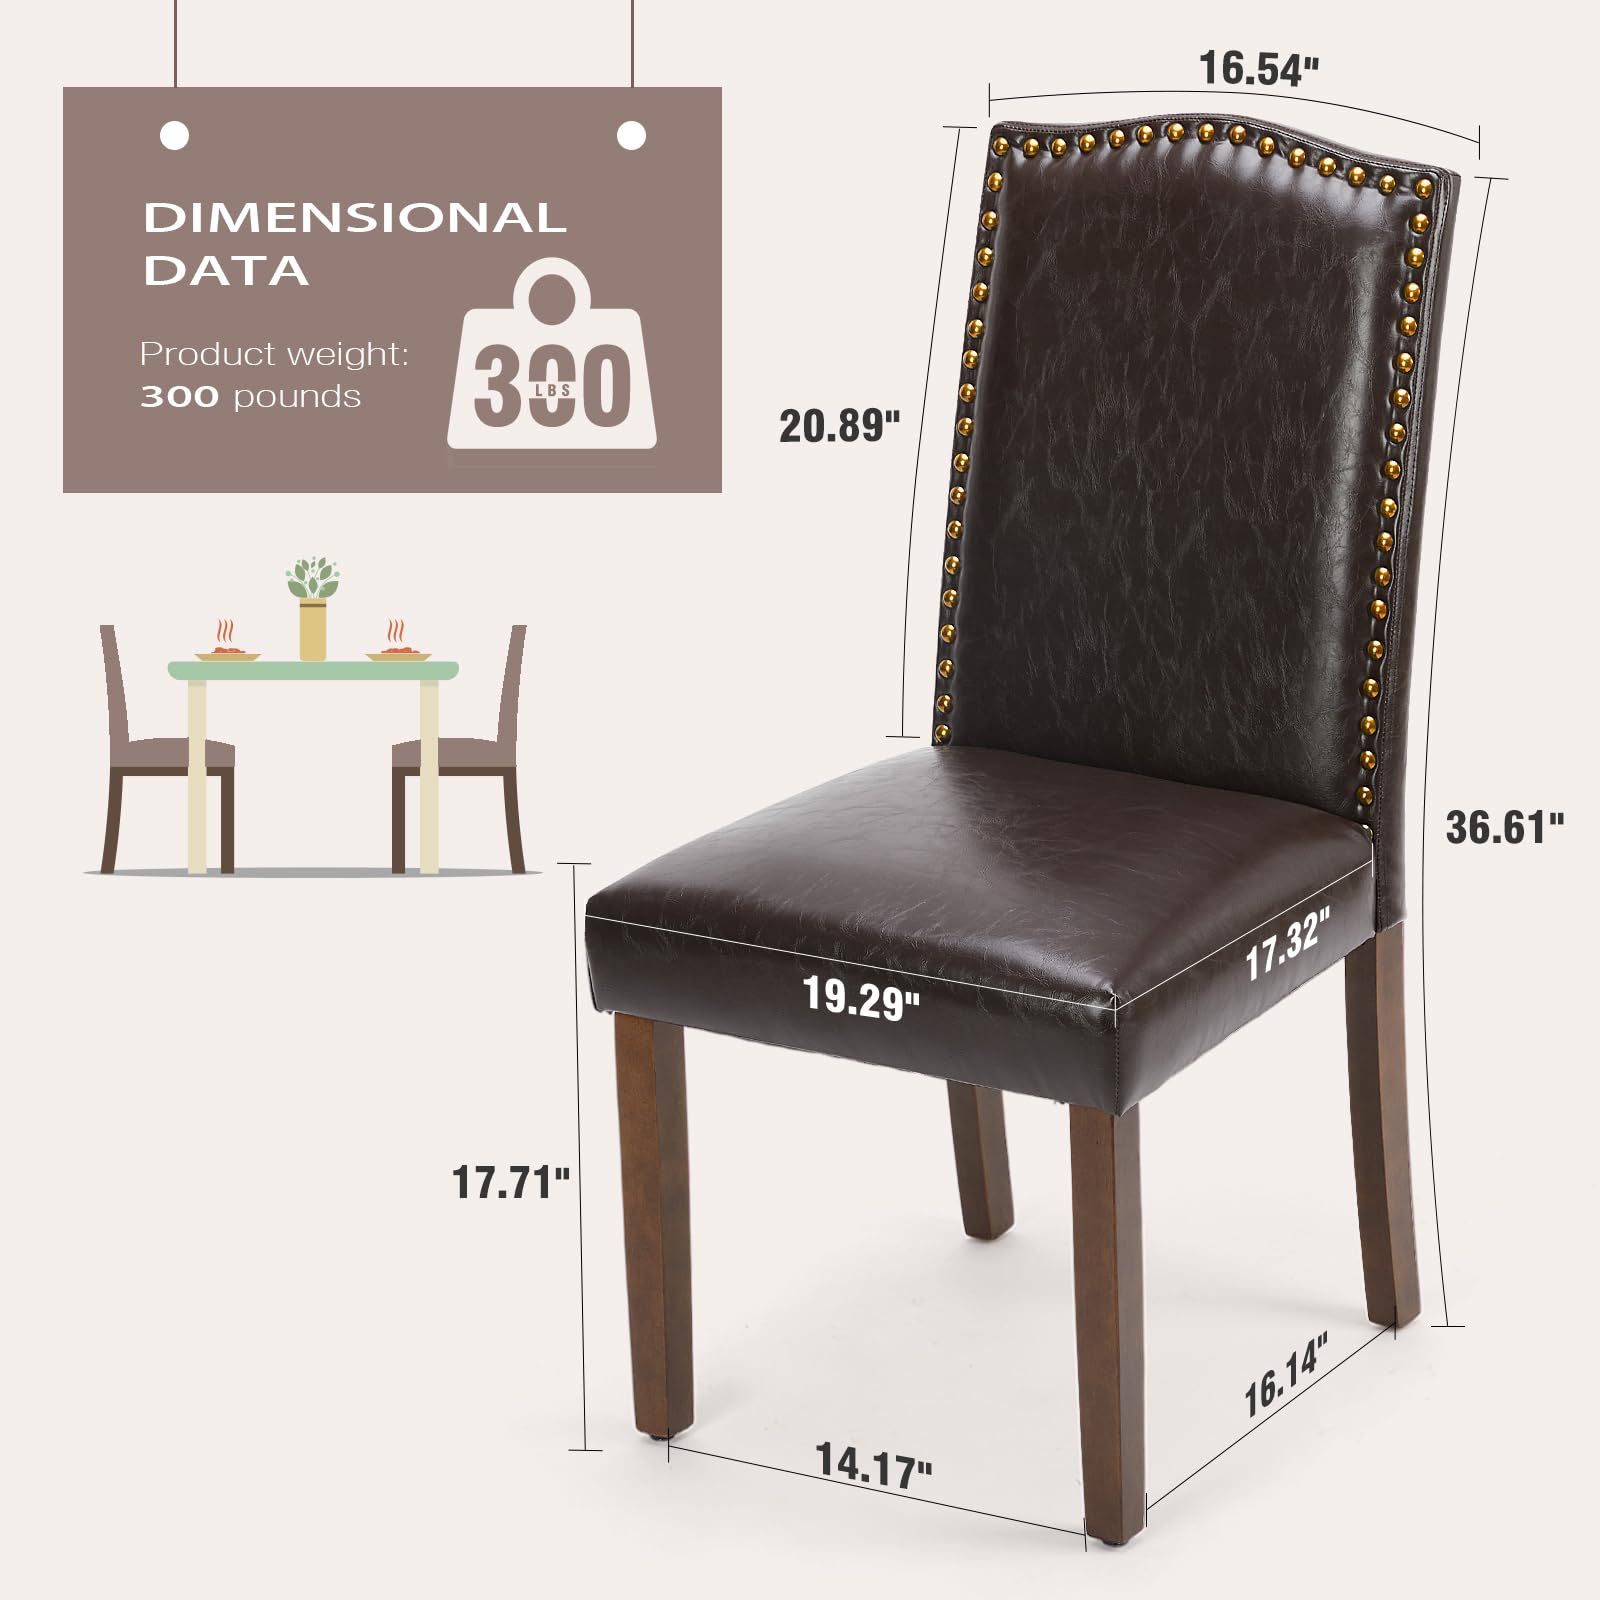 DIMENSIONAL
DATA
Product weight:
300 pounds
300
LBS
16.54"
20.89"
36.61"
17.32"
19.29"
17.71"
16.14"
14.17"